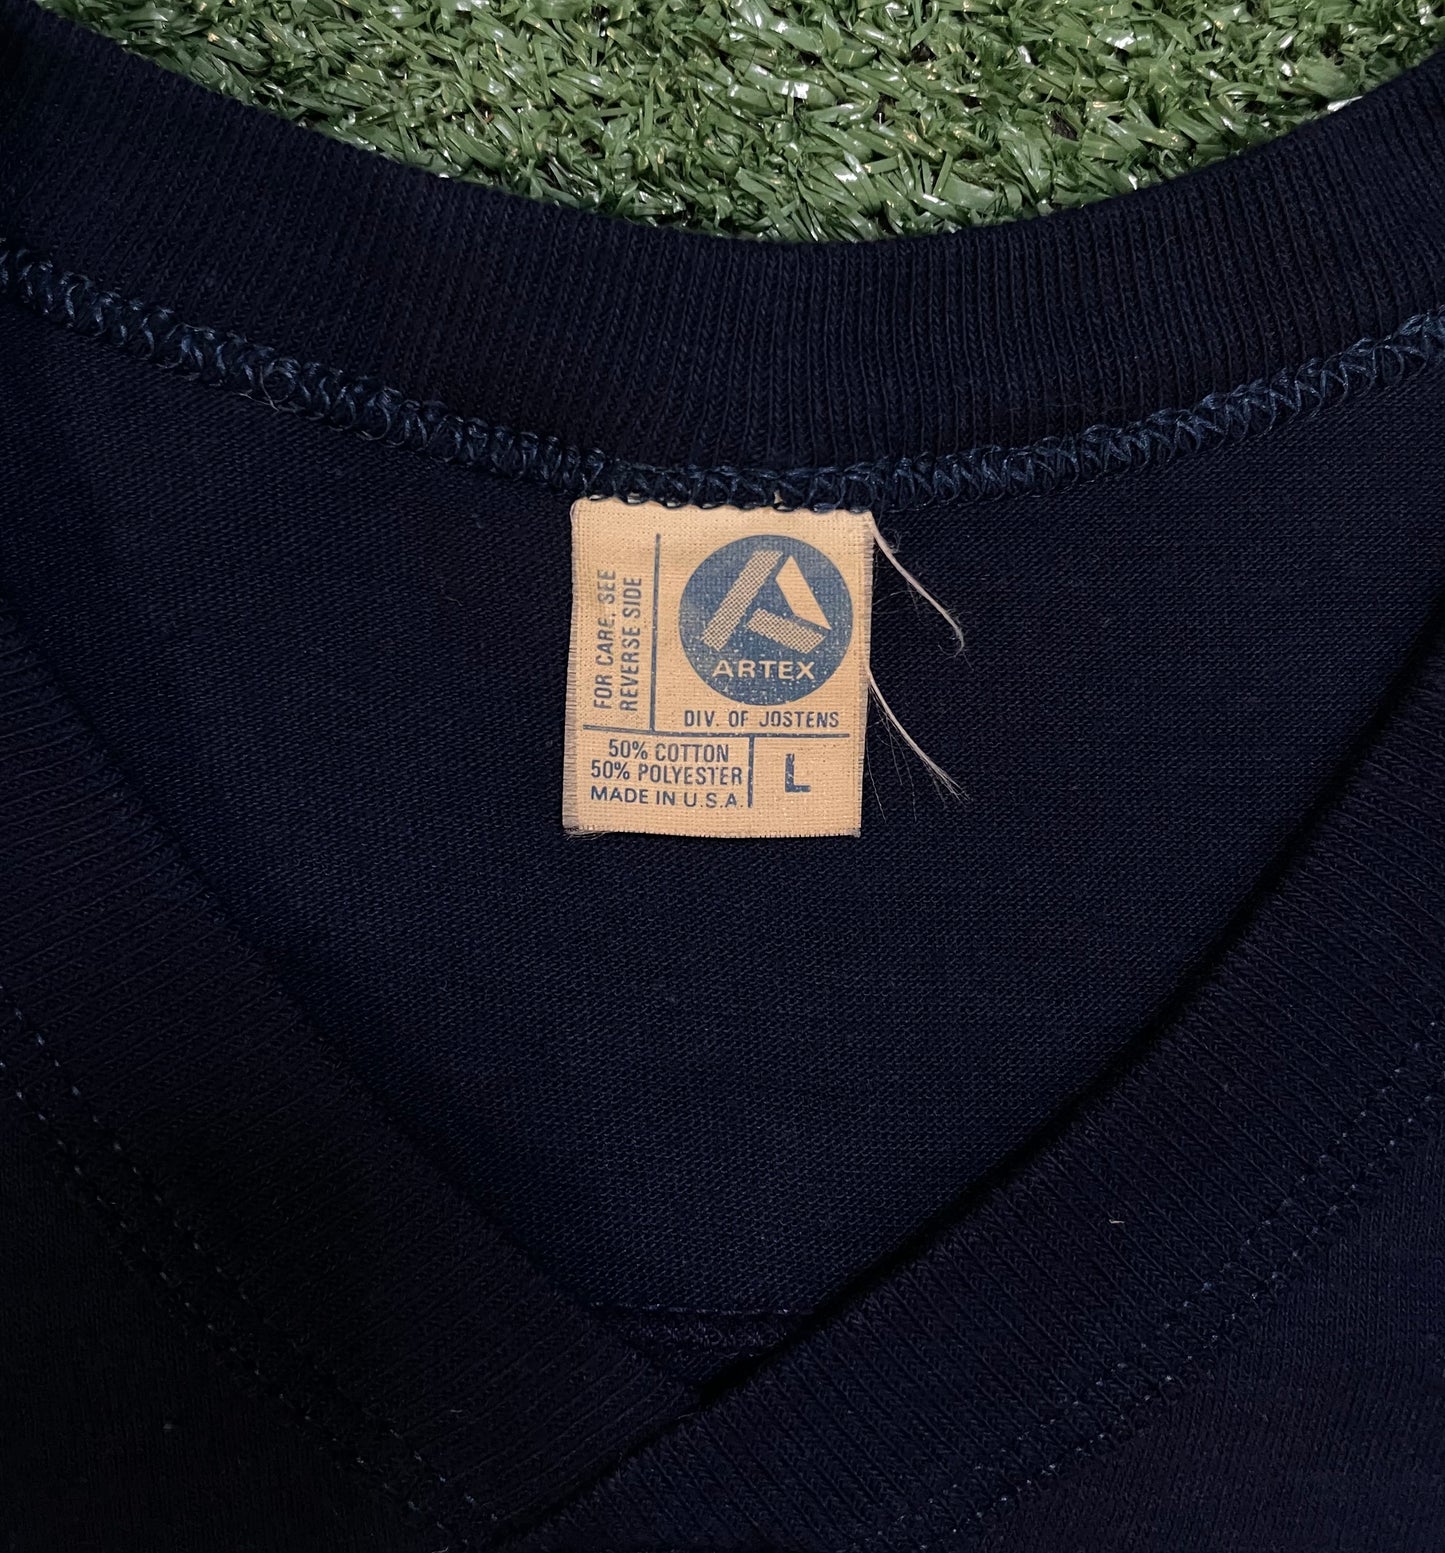 FOR CARE, SEE
REVERSE SIDE
ARTEX
DIV. OF JOSTENS
50% COTTON
50% POLYESTER
MADE IN U.S.A.
L